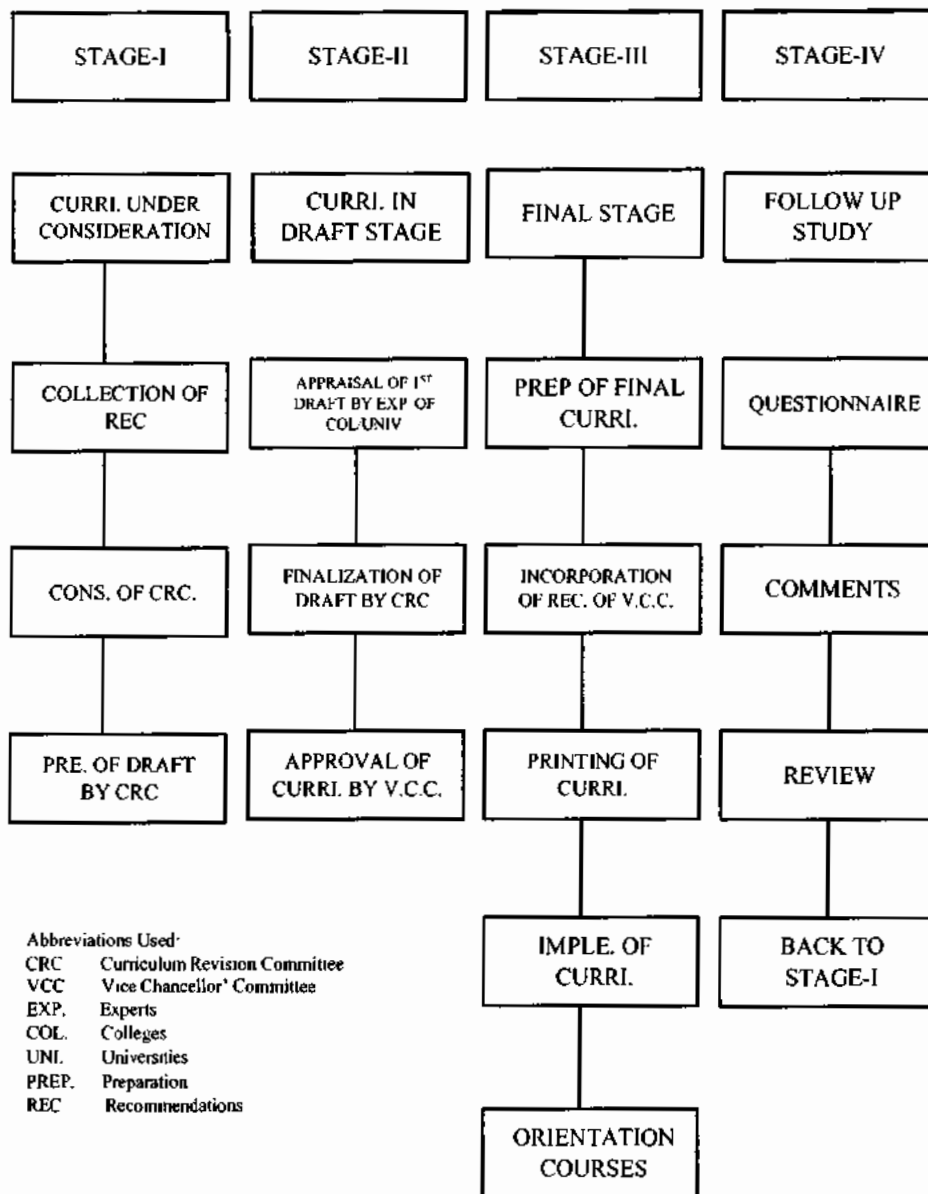 STAGE-I
STAGE-II
STAGE-III
STAGE-IV
CURRI. UNDER
CONSIDERATION
CURRI. IN
DRAFT STAGE
FINAL STAGE
FOLLOW UP
STUDY
COLLECTION OF
REC
APPRAISAL OF 1ST
DRAFT BY EXP OF
COL/UNIV
PREP OF FINAL
CURRI.
QUESTIONNAIRE
CONS. OF CRC.
FINALIZATION OF
DRAFT BY CRC
INCORPORATION
OF REC. OF V.C.C.
COMMENTS
PRE. OF DRAFT
BY CRC
APPROVAL OF
CURRI. BY V.C.C.
PRINTING OF
CURRI.
REVIEW
IMPLE. OF
CURRI.
BACK TO
STAGE-I
ORIENTATION
COURSES
Abbreviations Used:
CRC Curriculum Revision Committee
VCC Vice Chancellor' Committee
EXP. Experts
COL. Colleges
UNI. Universities
PREP. Preparation
REC Recommendations